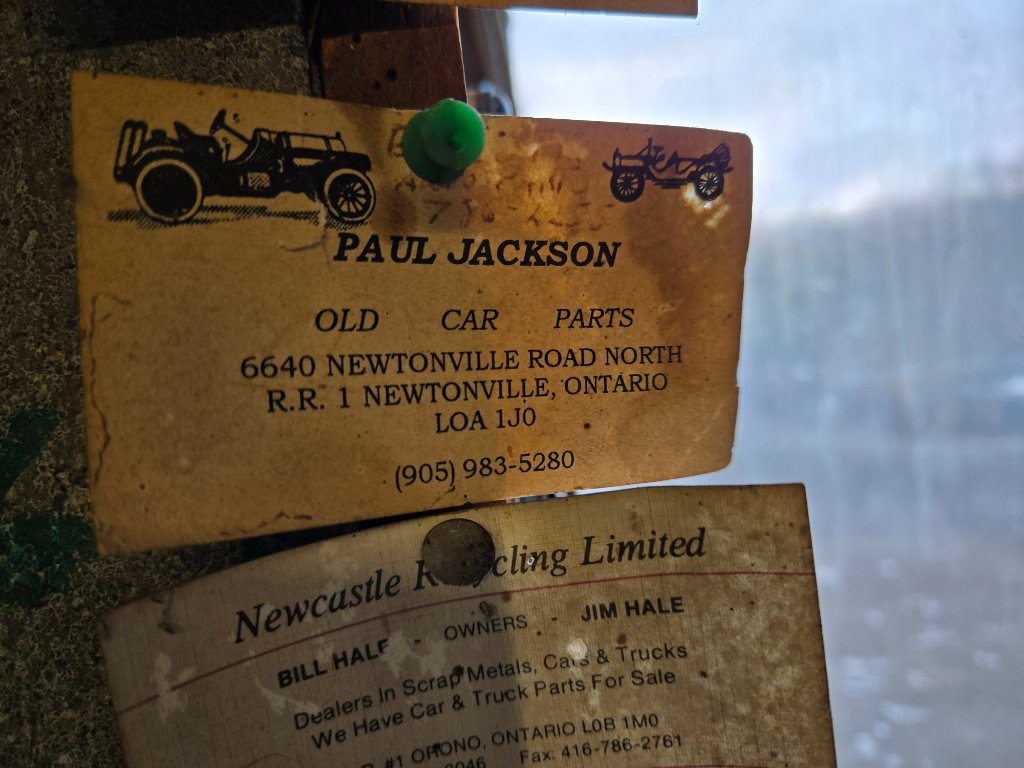 PAUL JACKSON
OLD CAR PARTS
6640 NEWTONVILLE ROAD NORTH
R.R. 1 NEWTONVILLE, ONTARIO
LOA 1J0
(905) 983-5280
Newcastle Recycling Limited
BILL HALE - OWNERS - JIM HALE
Dealers In Scrap Metals, Cars & Trucks
We Have Car & Truck Parts For Sale
#1 ORONO, ONTARIO L0B 1M0
Fax: 416-786-2761